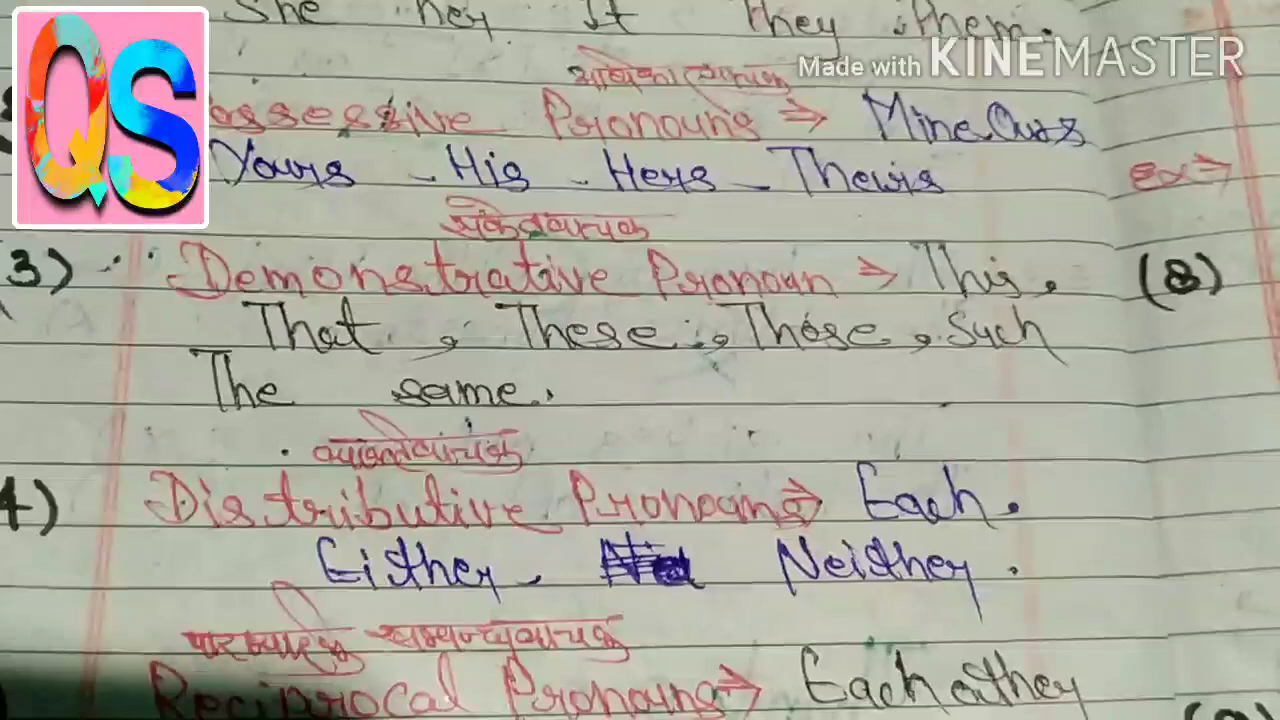 She her It They Them.
Made with KINEMASTER
QS
Possessive Pronouns ⇒ Mine Ours
Yours - His - Hers - Theirs
ex ⇒
संकेतवाचक
3) Demonstrative Pronoun ⇒ This,
(8)
That, These, Those, Such
The same.
4) Distributive Pronouns ⇒ Each.
Either - Neither.
Reciprocal Pronouns ⇒ Each other